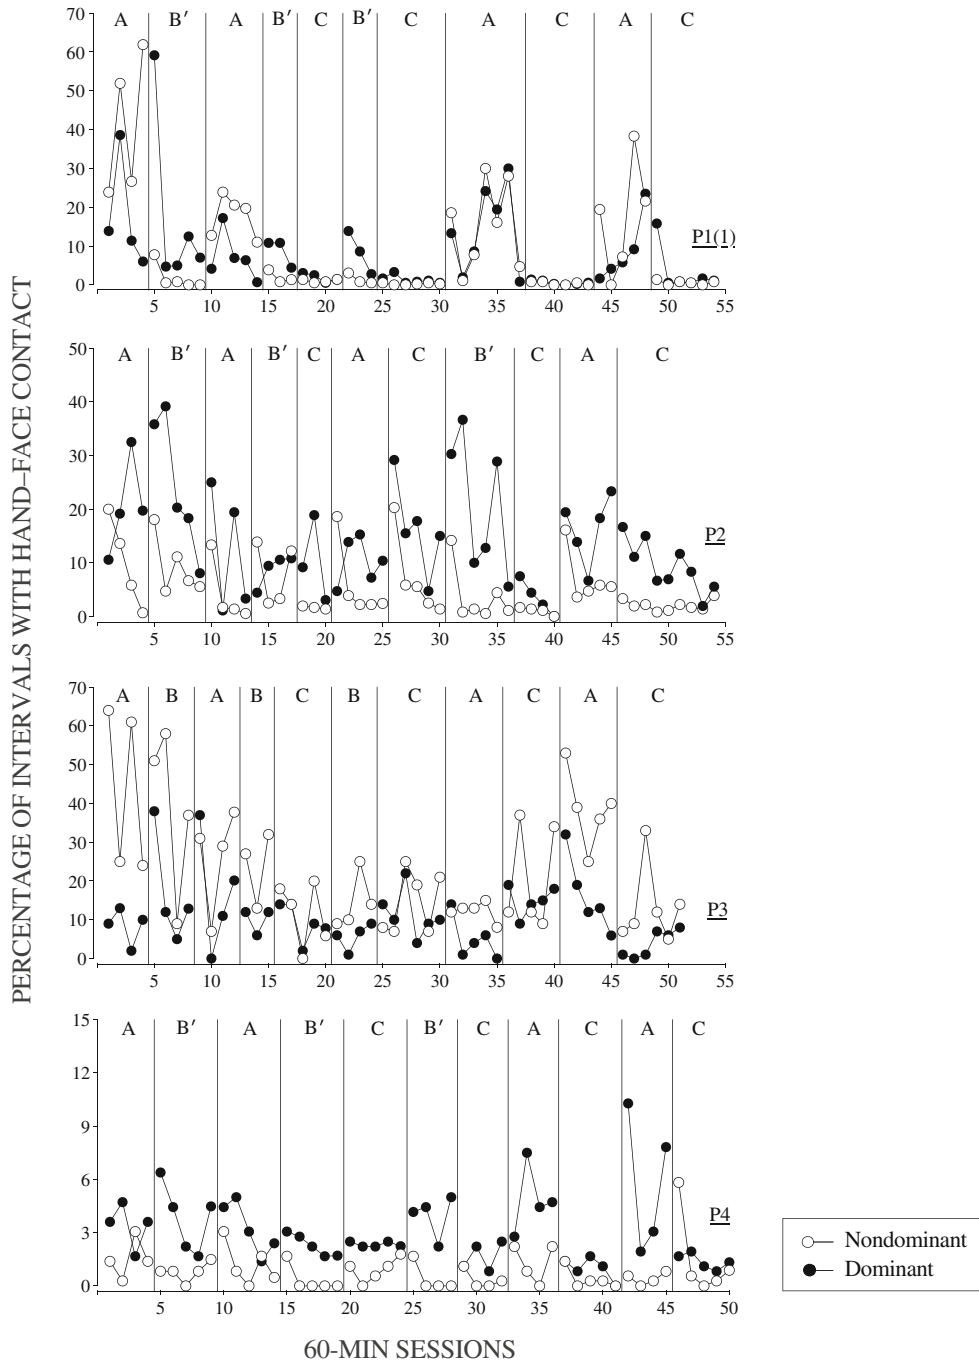 PERCENTAGE OF INTERVALS WITH HAND–FACE CONTACT
70 A B′ A B′ C B′ C A C A C
60
50
40
30
20
P1(1)
10
0
5 10 15 20 25 30 35 40 45 50 55
50 A B′ A B′ C A C B′ C A C
40
30
20
P2
10
0
5 10 15 20 25 30 35 40 45 50 55
70 A B A B C B C A C A C
60
50
40
30
20
10 P3
0
5 10 15 20 25 30 35 40 45 50 55
15 A B′ A B′ C B′ C A C A C
12
9
6
P4
3
0
5 10 15 20 25 30 35 40 45 50
Nondominant
Dominant
60-MIN SESSIONS